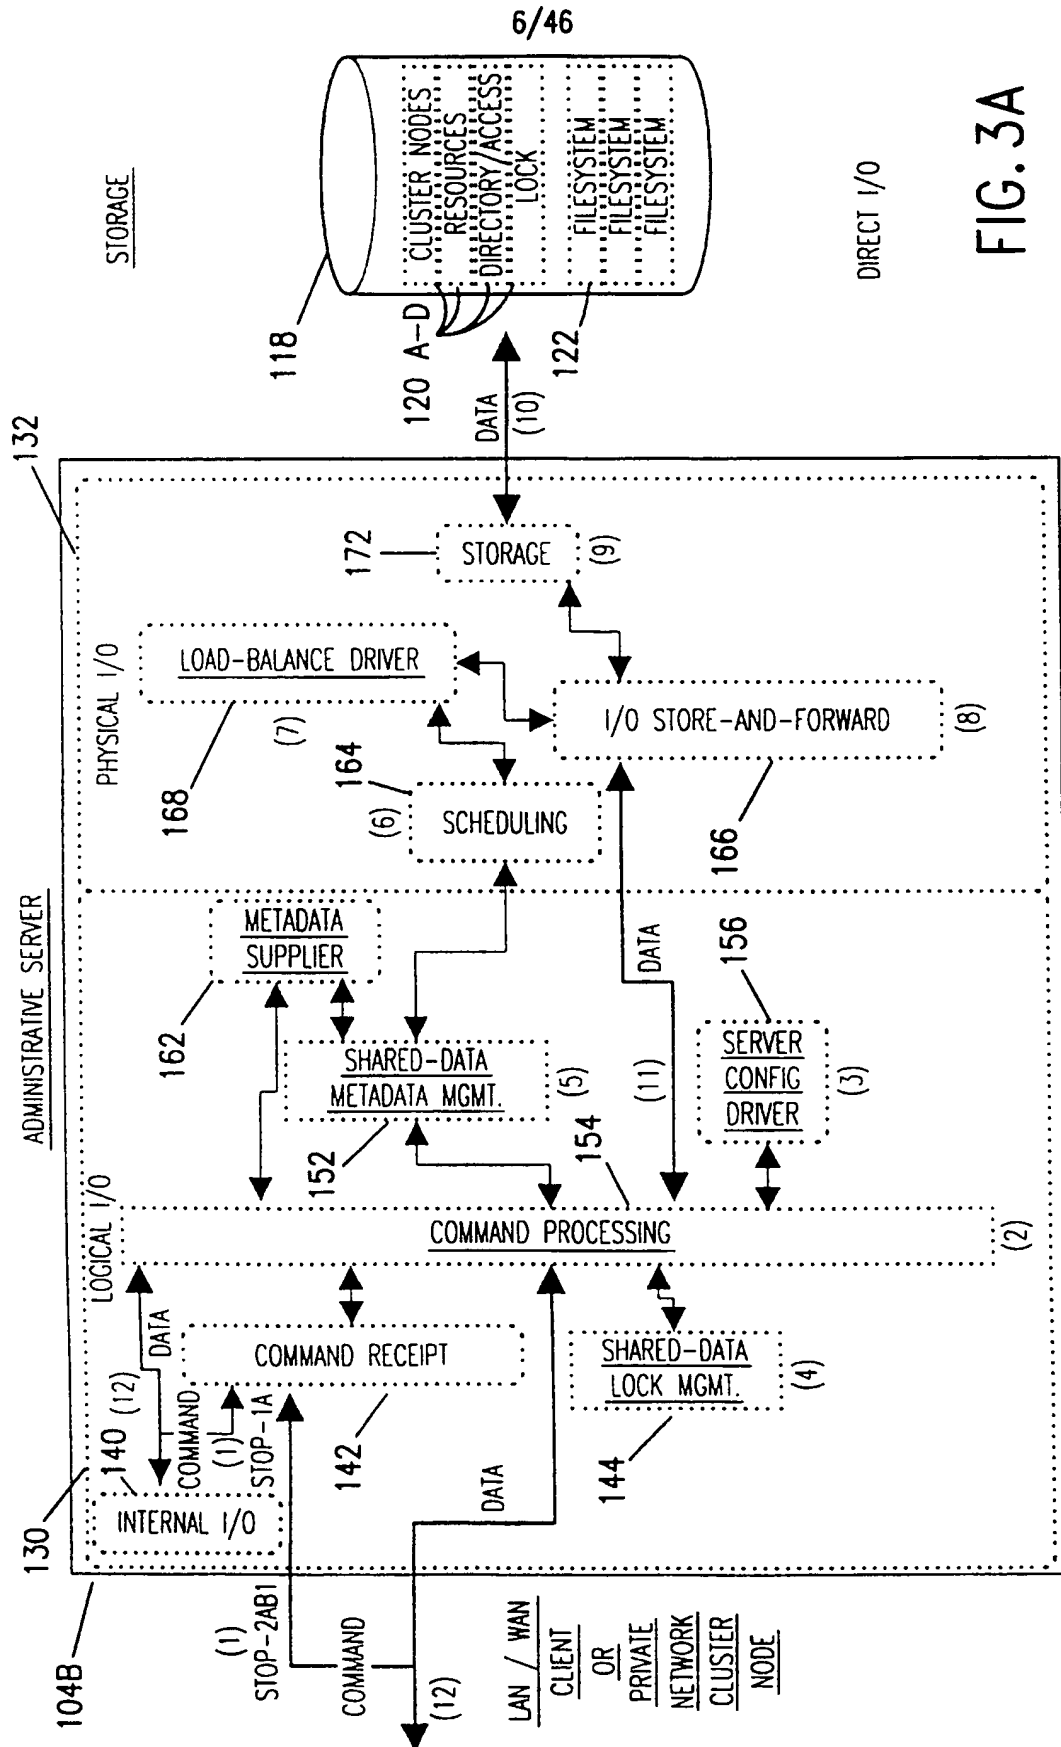 6/46
ADMINISTRATIVE SERVER
STORAGE
104B
130
132
LOGICAL I/O
PHYSICAL I/O
140
INTERNAL I/O
(12)
DATA
COMMAND
(1)
STOP-1A
COMMAND RECEIPT
142
(1)
STOP-2AB1
COMMAND
(12)
DATA
LAN / WAN
CLIENT
OR
PRIVATE
NETWORK
CLUSTER
NODE
SHARED-DATA
LOCK MGMT.
(4)
144
COMMAND PROCESSING
(2)
154
METADATA
SUPPLIER
162
SHARED-DATA
METADATA MGMT.
(5)
152
DATA
(11)
SERVER
CONFIG
DRIVER
(3)
156
SCHEDULING
(6)
164
LOAD-BALANCE DRIVER
(7)
168
I/O STORE-AND-FORWARD
(8)
166
STORAGE
(9)
172
DATA
(10)
118
120 A-D
CLUSTER NODES
RESOURCES
DIRECTORY/ACCESS
LOCK
FILESYSTEM
FILESYSTEM
FILESYSTEM
122
DIRECT I/O
FIG. 3A